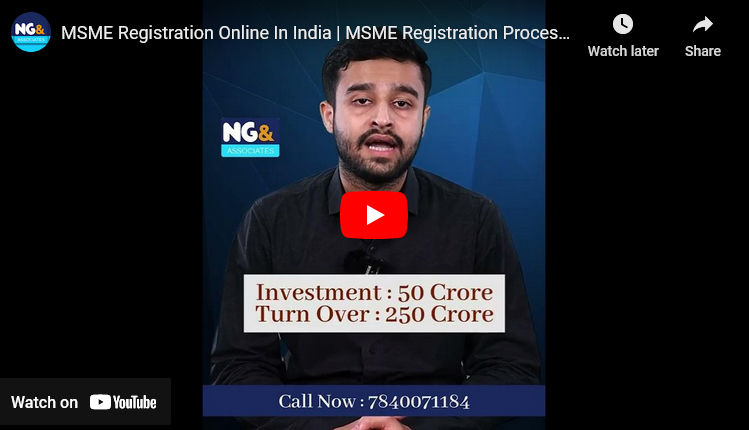 NG&
ASSOCIATES
MSME Registration Online In India | MSME Registration Proces...
Watch later
Share
NG&
ASSOCIATES
Investment : 50 Crore
Turn Over : 250 Crore
Call Now : 7840071184
Watch on YouTube